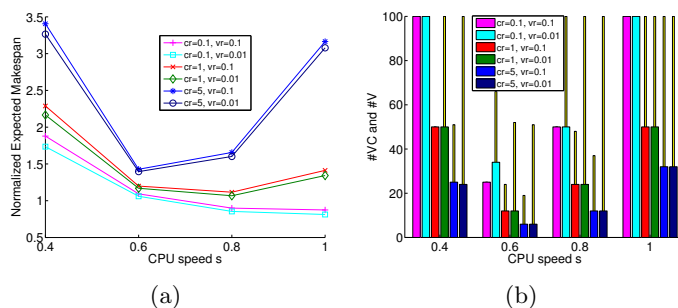 3.5
3
2.5
2
1.5
1
0.5
0.4
0.6
0.8
1
Normalized Expected Makespan
CPU speed s
cr=0.1, vr=0.1
cr=0.1, vr=0.01
cr=1, vr=0.1
cr=1, vr=0.01
cr=5, vr=0.1
cr=5, vr=0.01
(a)
100
80
60
40
20
0
0.4
0.6
0.8
1
#VC and #V
CPU speed s
cr=0.1, vr=0.1
cr=0.1, vr=0.01
cr=1, vr=0.1
cr=1, vr=0.01
cr=5, vr=0.1
cr=5, vr=0.01
(b)